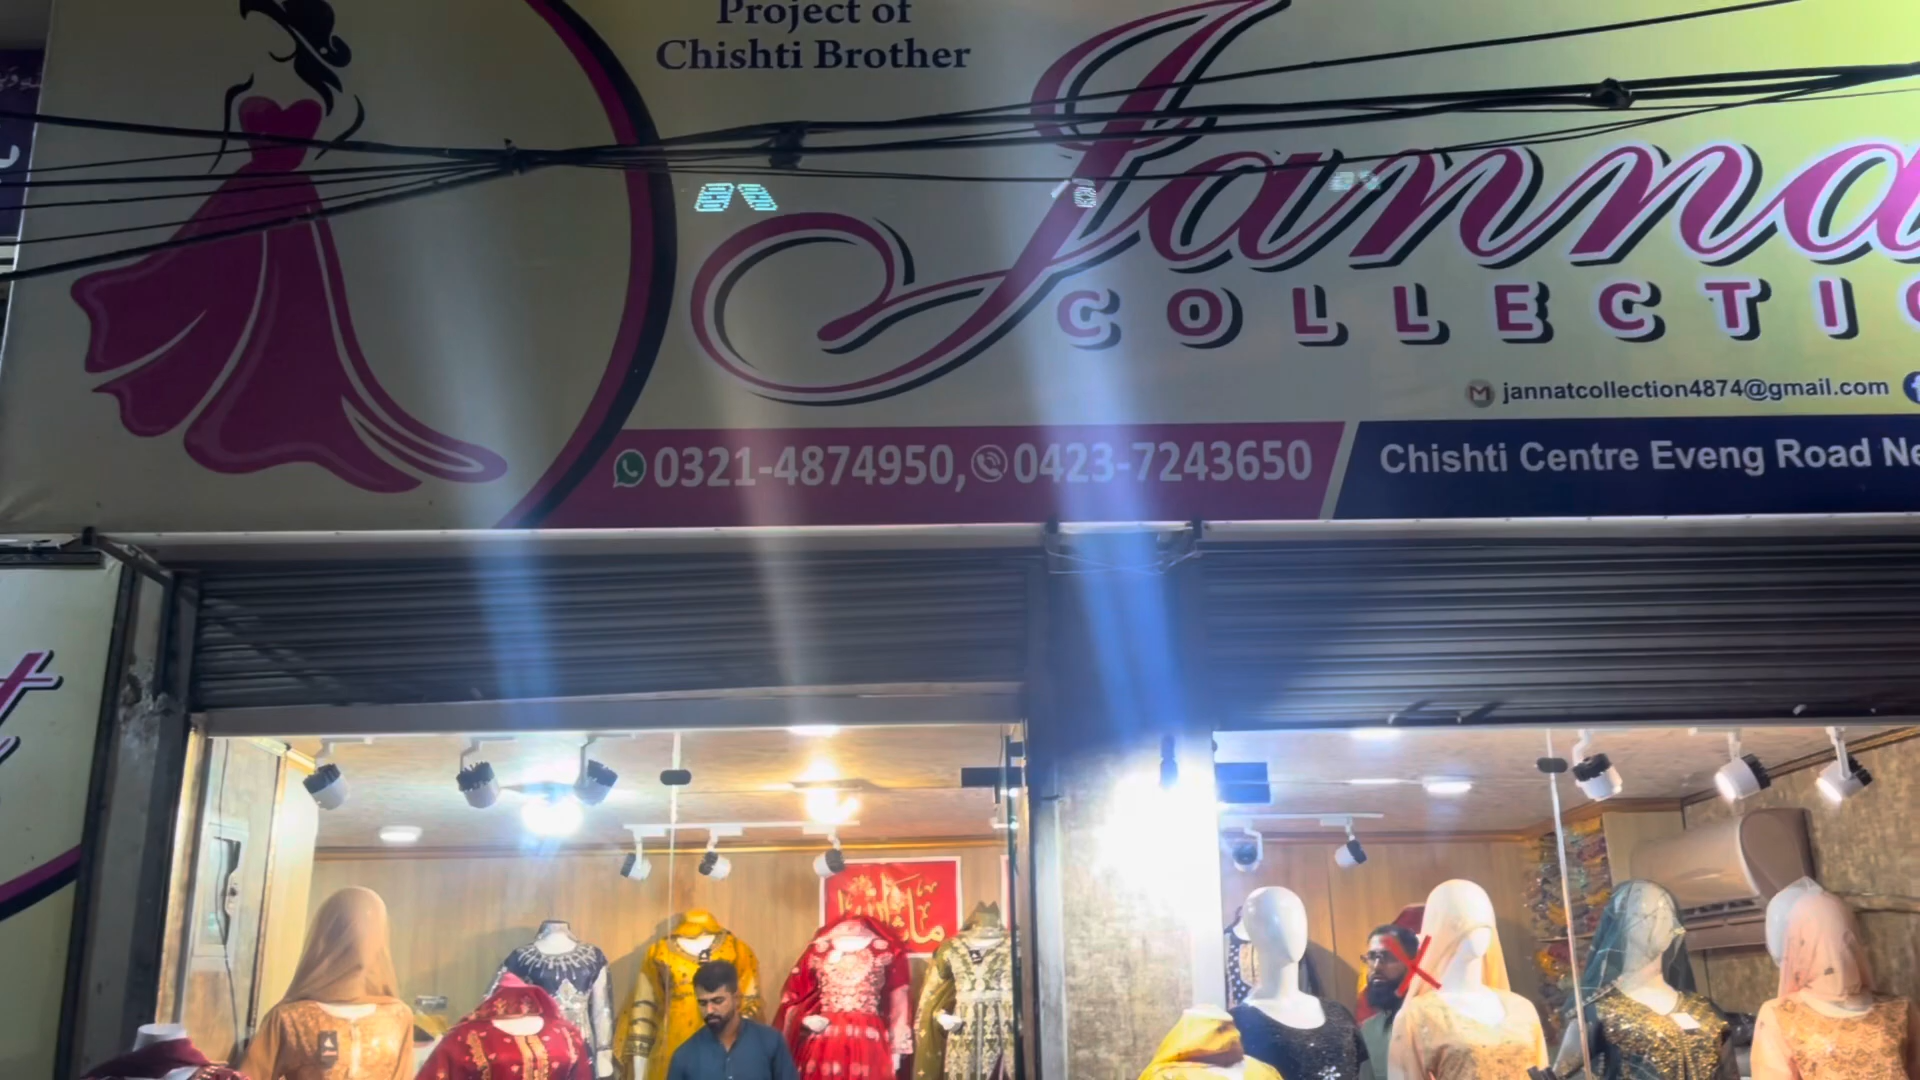 Project of
Chishti Brother
Janna
COLLECTIO
jannatcollection4874@gmail.com
0321-4874950, 0423-7243650
Chishti Centre Eveng Road Ne
t